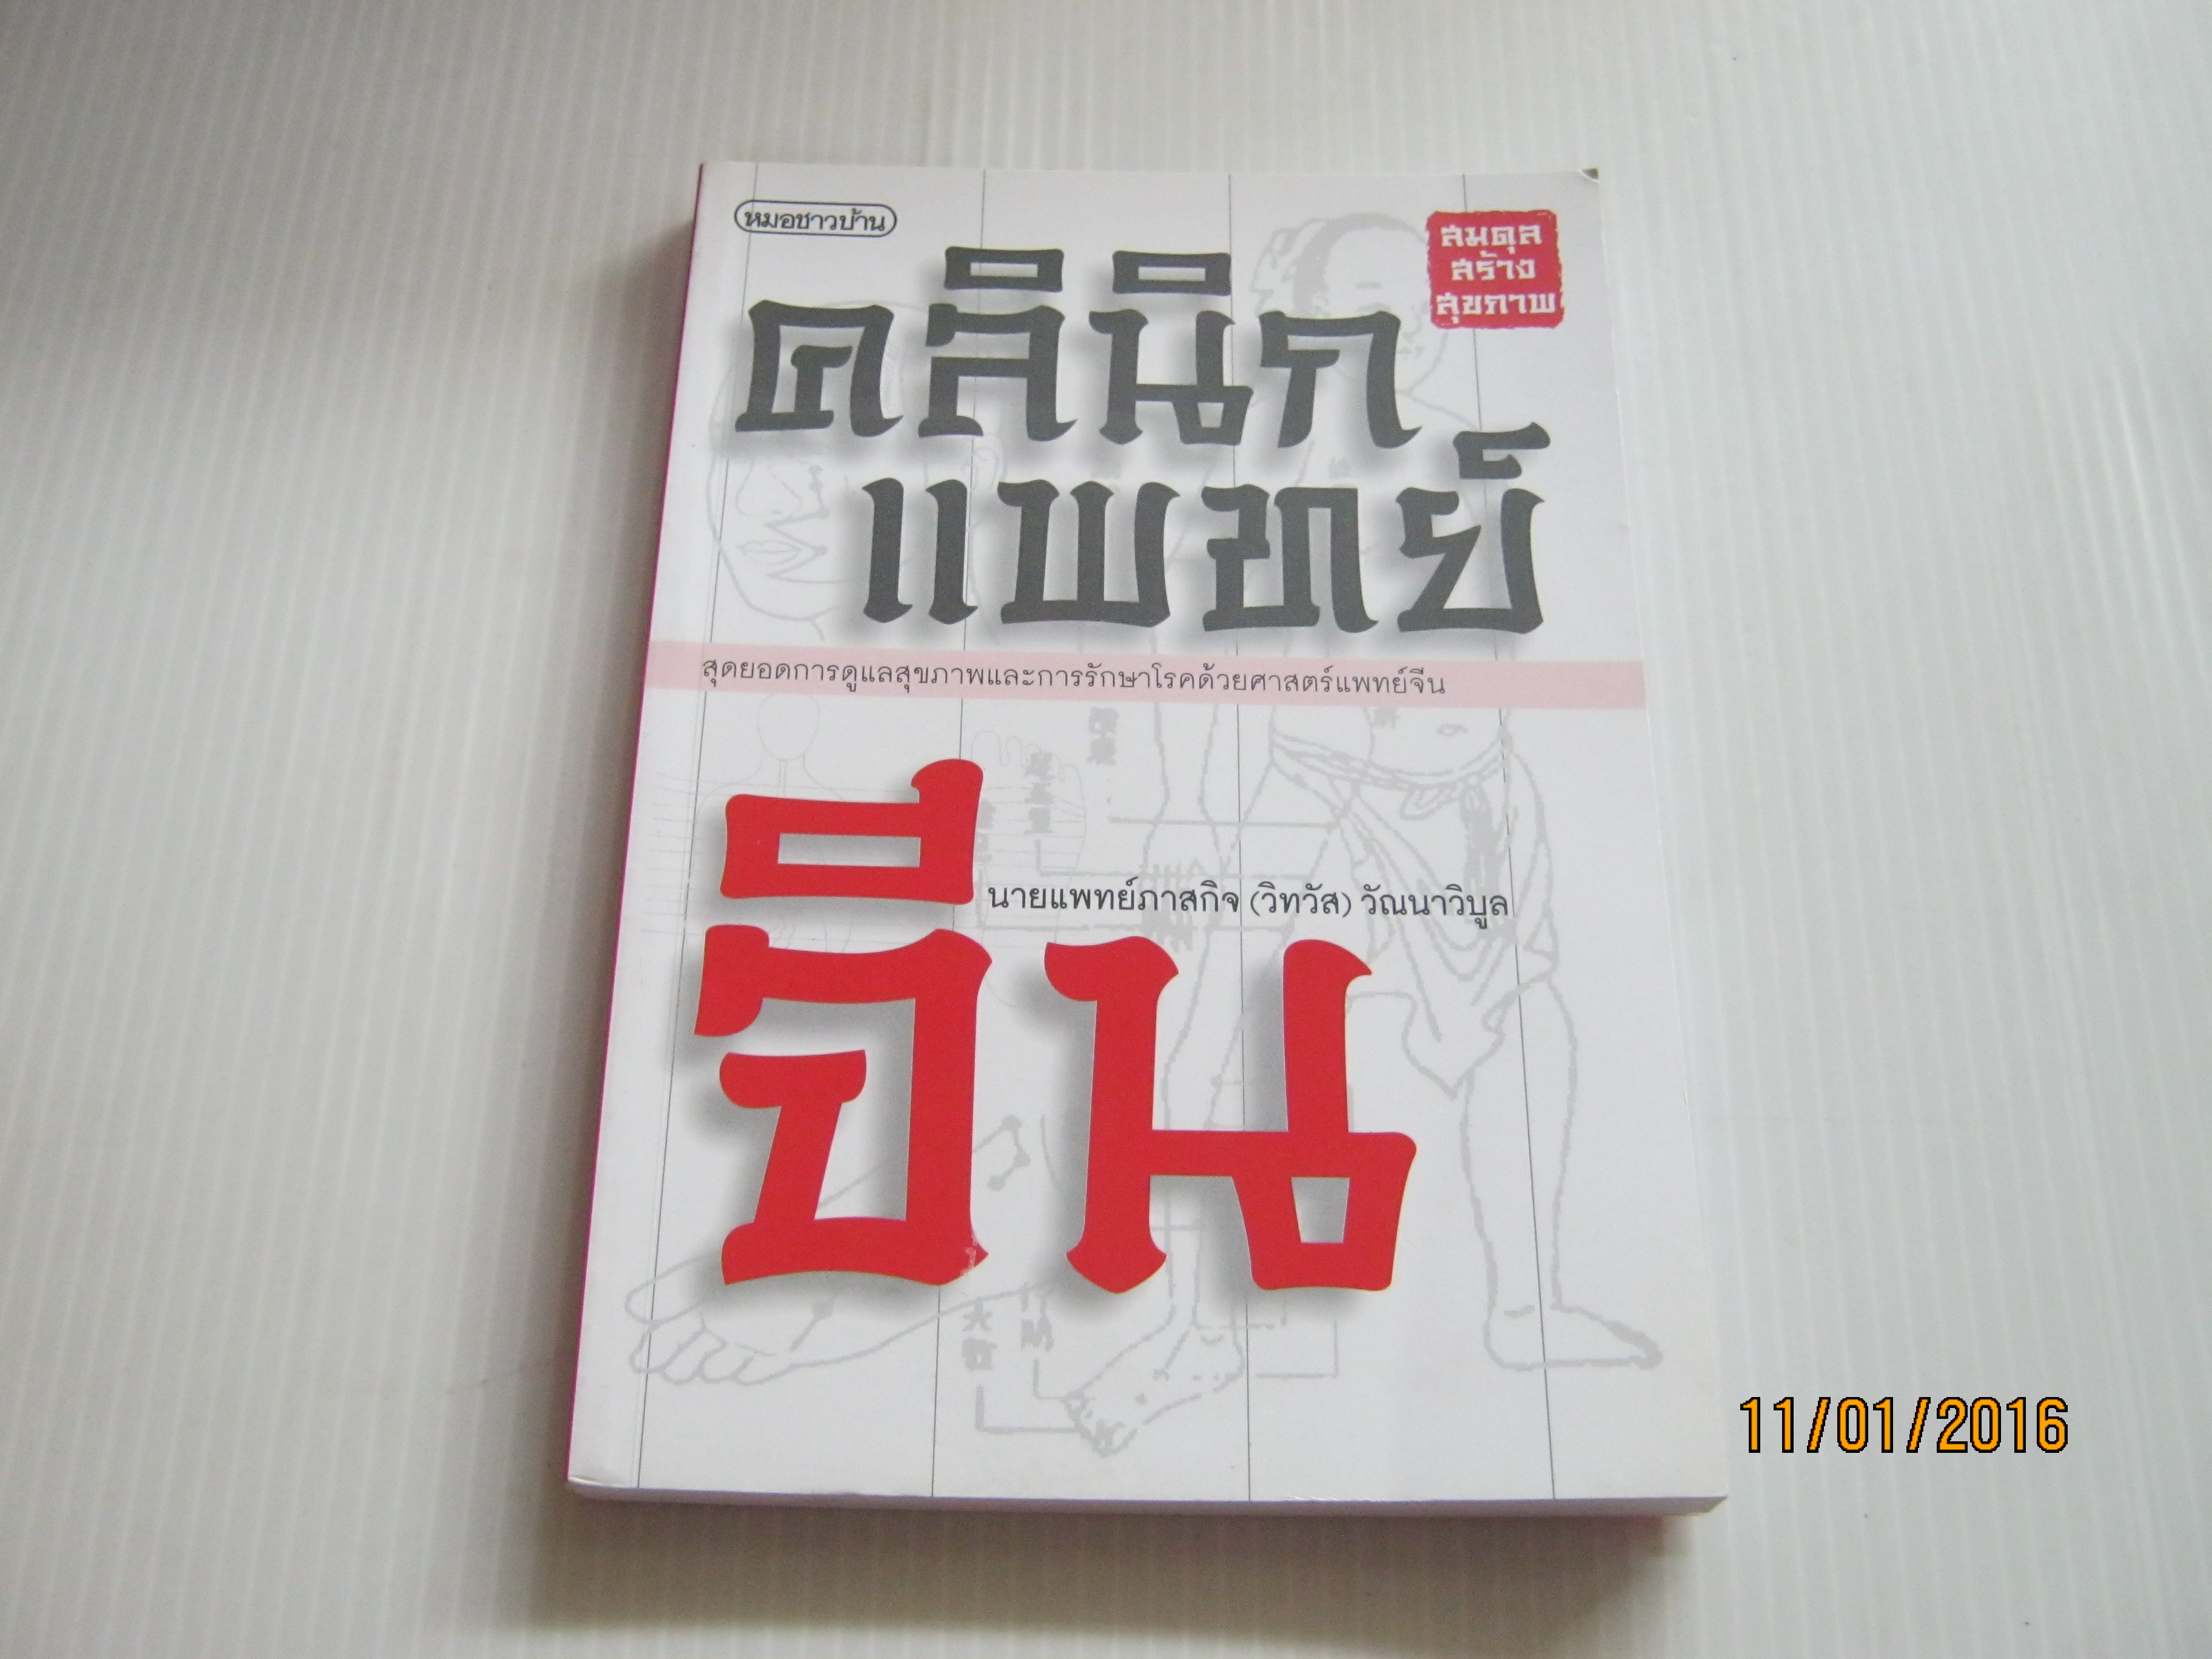 หมอชาวบ้าน
สมดุล
สร้าง
สุขภาพ
คลินิก
แพทย์
สุดยอดการดูแลสุขภาพและการรักษาโรคด้วยศาสตร์แพทย์จีน
จีน
นายแพทย์ภาสกิจ (วิทวัส) วัณนาวิบูล
11/01/2016